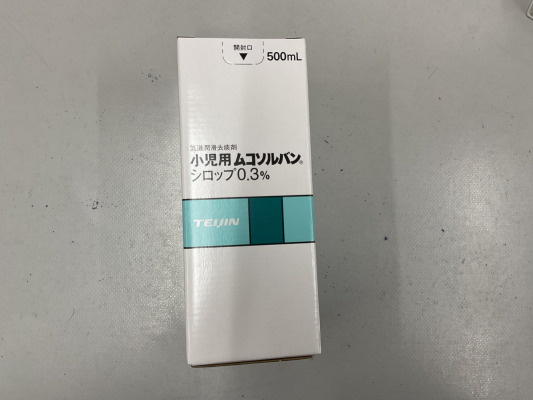 開封口
▼
500mL
気道潤滑去痰剤
小児用ムコソルバン®
シロップ0.3%
TEIJIN